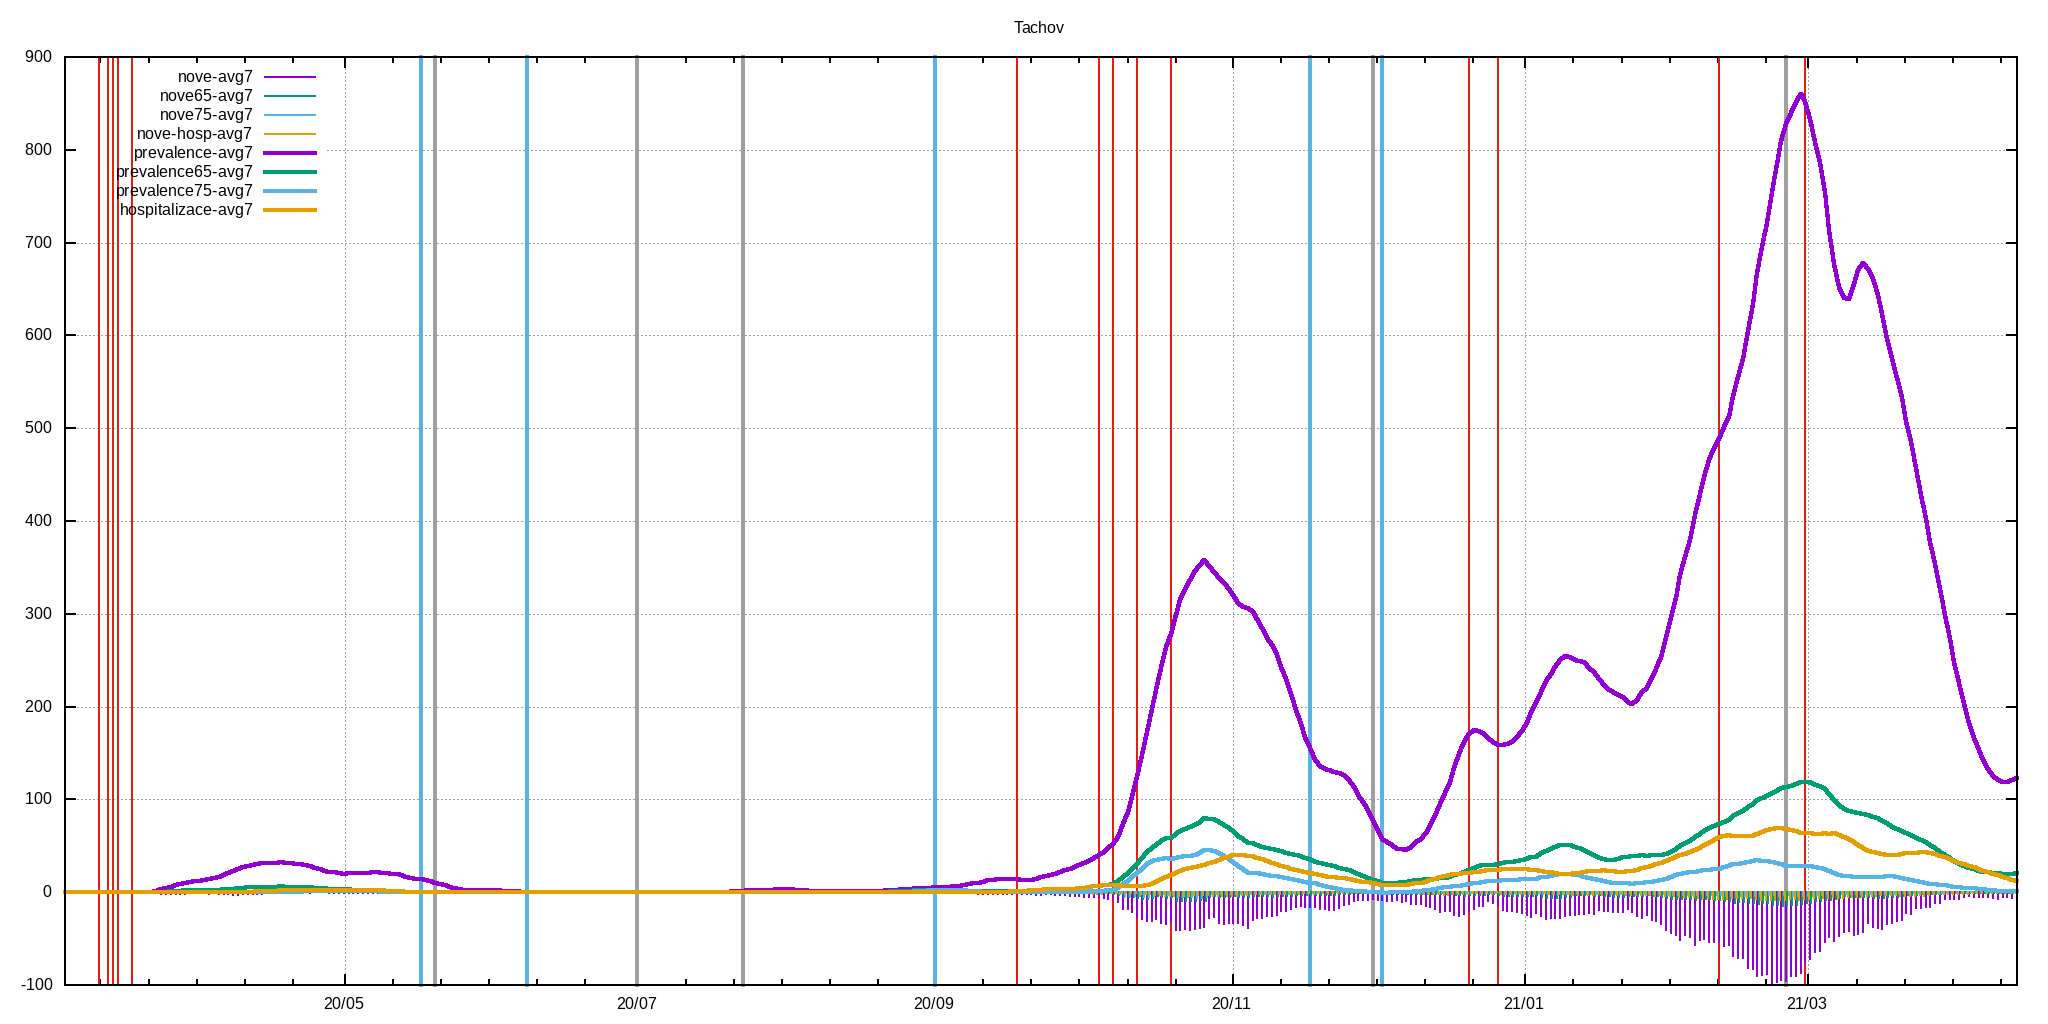 Tachov
900
800
700
600
500
400
300
200
100
0
-100
nove-avg7
nove65-avg7
nove75-avg7
nove-hosp-avg7
prevalence-avg7
prevalence65-avg7
prevalence75-avg7
hospitalizace-avg7
20/05 20/07 20/09 20/11 21/01 21/03